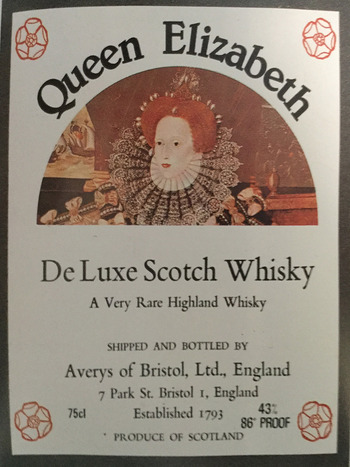 Queen Elizabeth
De Luxe Scotch Whisky
A Very Rare Highland Whisky
SHIPPED AND BOTTLED BY
Averys of Bristol, Ltd., England
7 Park St. Bristol 1, England
75cl Established 1793 43%
86° PROOF
PRODUCE OF SCOTLAND